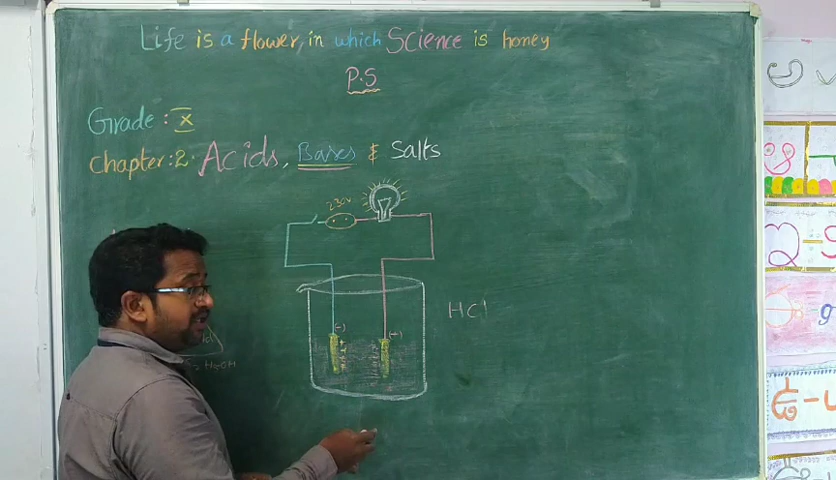 Life is a flower, in which Science is honey
P.S
Grade : X
Chapter: 2. Acids, Bases & Salts
230V
HCl
(-)